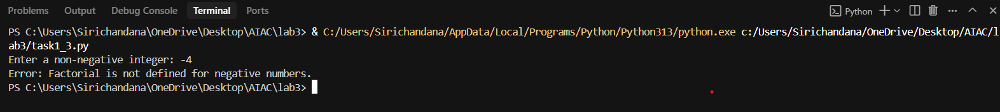 Problems Output Debug Console Terminal Ports Python
PS C:\Users\Sirichandana\OneDrive\Desktop\AIAC\lab3> & C:/Users/Sirichandana/AppData/Local/Programs/Python/Python313/python.exe c:/Users/Sirichandana/OneDrive/Desktop/AIAC/l
ab3/task1_3.py
Enter a non-negative integer: -4
Error: Factorial is not defined for negative numbers.
PS C:\Users\Sirichandana\OneDrive\Desktop\AIAC\lab3>